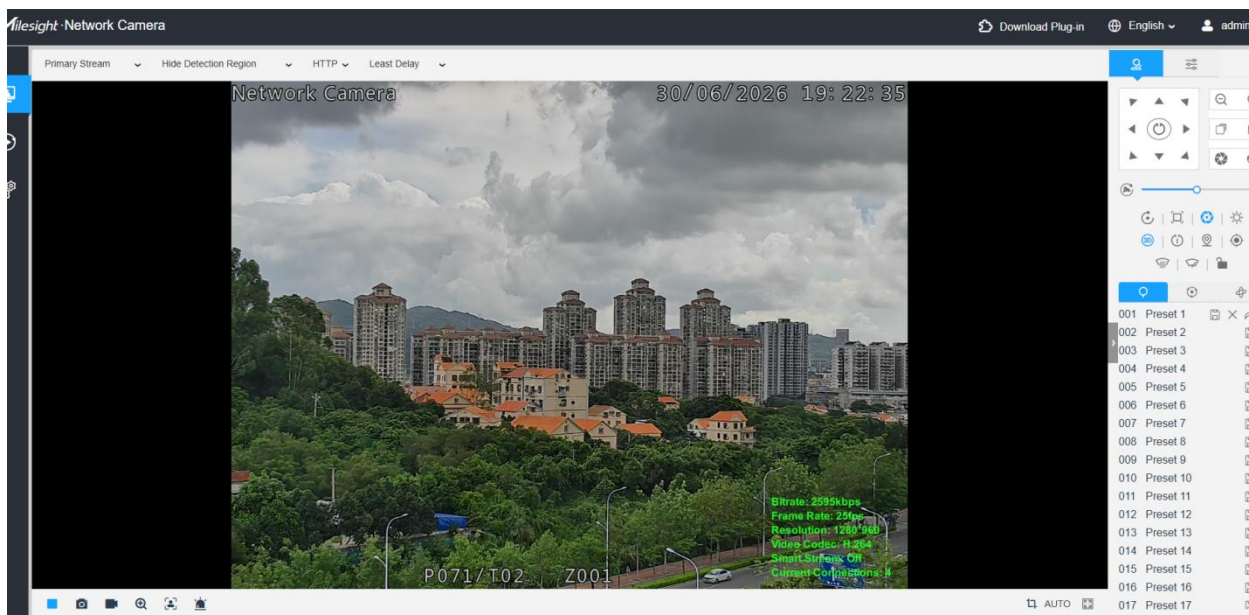 Milesight · Network Camera
Download Plug-in
English
admin
Primary Stream
Hide Detection Region
HTTP
Least Delay
Network Camera
30/06/2026 19:22:35
3D
001 Preset 1
002 Preset 2
003 Preset 3
004 Preset 4
005 Preset 5
006 Preset 6
007 Preset 7
008 Preset 8
009 Preset 9
010 Preset 10
011 Preset 11
012 Preset 12
013 Preset 13
014 Preset 14
015 Preset 15
016 Preset 16
017 Preset 17
Bitrate: 2595kbps
Frame Rate: 25fps
Resolution: 1280*960
Video Codec: H.264
Smart Stream: Off
Current Connections: 4
P071/T02 Z001
AUTO